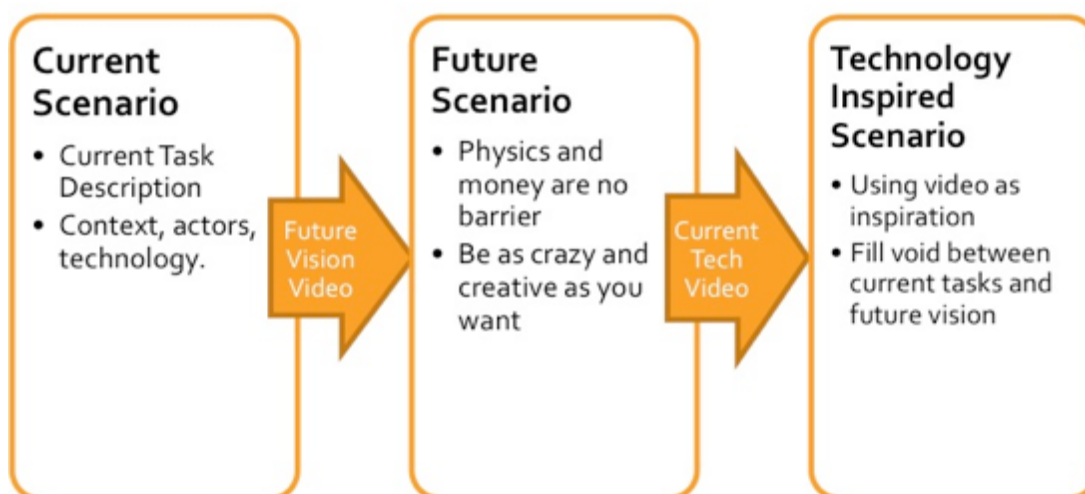 Current
Scenario
• Current Task
Description
• Context, actors,
technology.
Future
Vision
Video
Future
Scenario
• Physics and
money are no
barrier
• Be as crazy and
creative as you
want
Current
Tech
Video
Technology
Inspired
Scenario
• Using video as
inspiration
• Fill void between
current tasks and
future vision